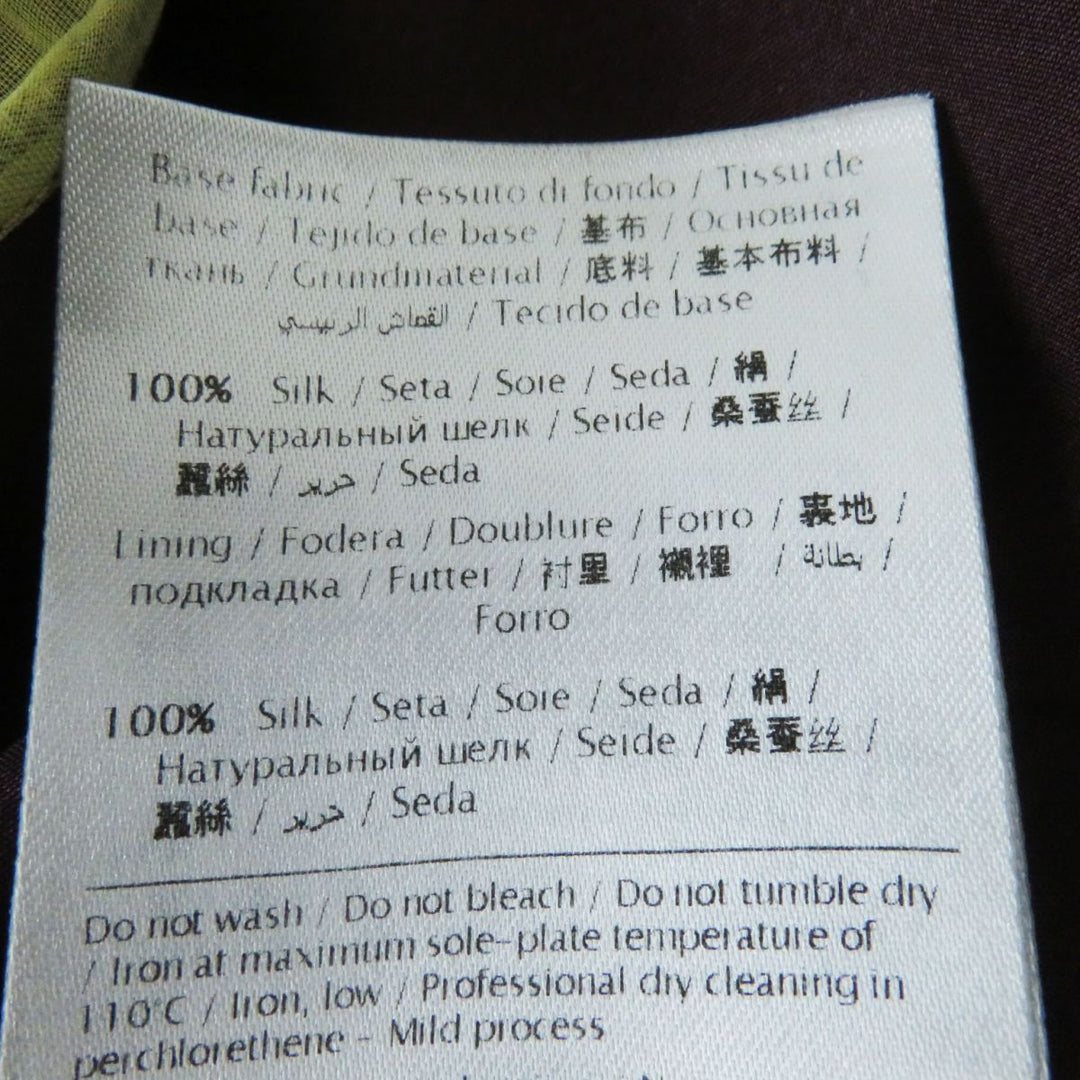 Base fabric / Tessuto di fondo / Tissu de
base / Tejido de base / 基布 / Основная
ткань / Grundmaterial / 底料 / 基本布料 /
القماش الرئيسي / Tecido de base
100% Silk / Seta / Soie / Seda / 絹 /
Натуральный шелк / Seide / 桑蚕丝 /
蠶絲 / حرير / Seda
Lining / Fodera / Doublure / Forro / 裏地 /
подкладка / Futter / 衬里 / 襯裡 / بطانة /
Forro
100% Silk / Seta / Soie / Seda / 絹 /
Натуральный шелк / Seide / 桑蚕丝 /
蠶絲 / حرير / Seda
Do not wash / Do not bleach / Do not tumble dry
/ Iron at maximum sole-plate temperature of
110°C / Iron, low / Professional dry cleaning in
perchlorethene - Mild process